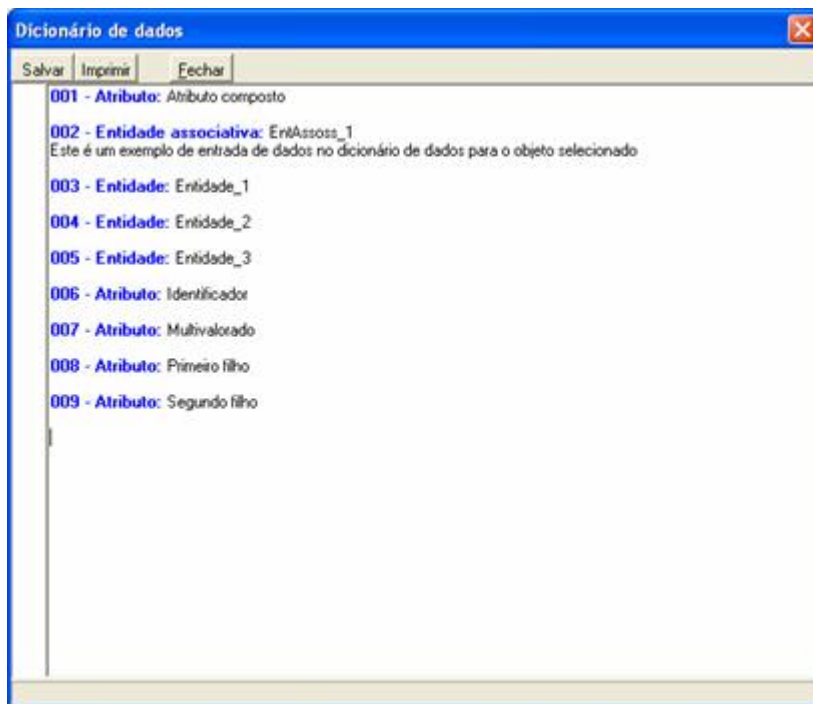 Dicionário de dados
Salvar Imprimir Fechar
001 - Atributo: Atributo composto
002 - Entidade associativa: EntAssoss_1
Este é um exemplo de entrada de dados no dicionário de dados para o objeto selecionado
003 - Entidade: Entidade_1
004 - Entidade: Entidade_2
005 - Entidade: Entidade_3
006 - Atributo: Identificador
007 - Atributo: Multivalorado
008 - Atributo: Primeiro filho
009 - Atributo: Segundo filho